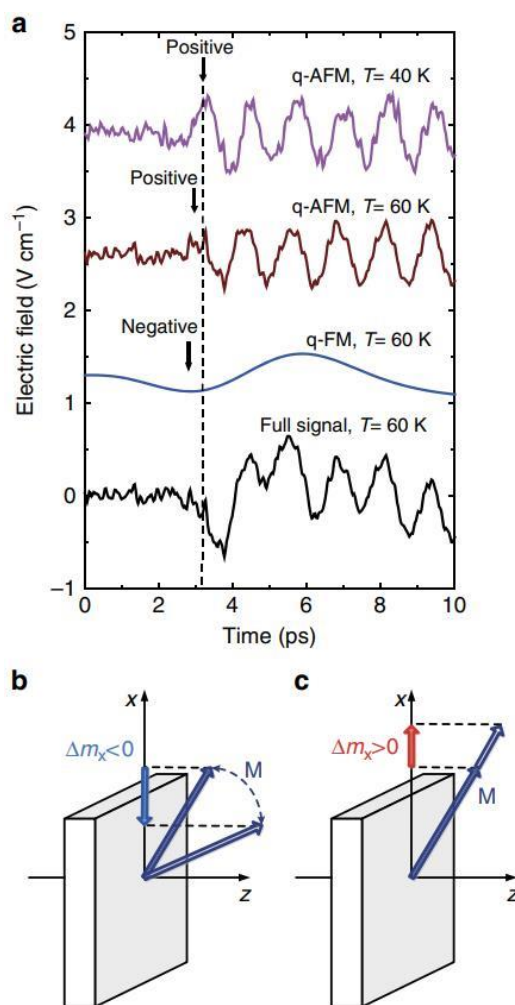 a
5
Positive
q-AFM, T= 40 K
4
Positive
q-AFM, T= 60 K
3
2
Negative
q-FM, T= 60 K
1
Full signal, T= 60 K
0
−1
Electric field (V cm⁻¹)
0 2 4 6 8 10
Time (ps)
b
x
Δmₓ<0
M
z
c
x
Δmₓ>0
M
z